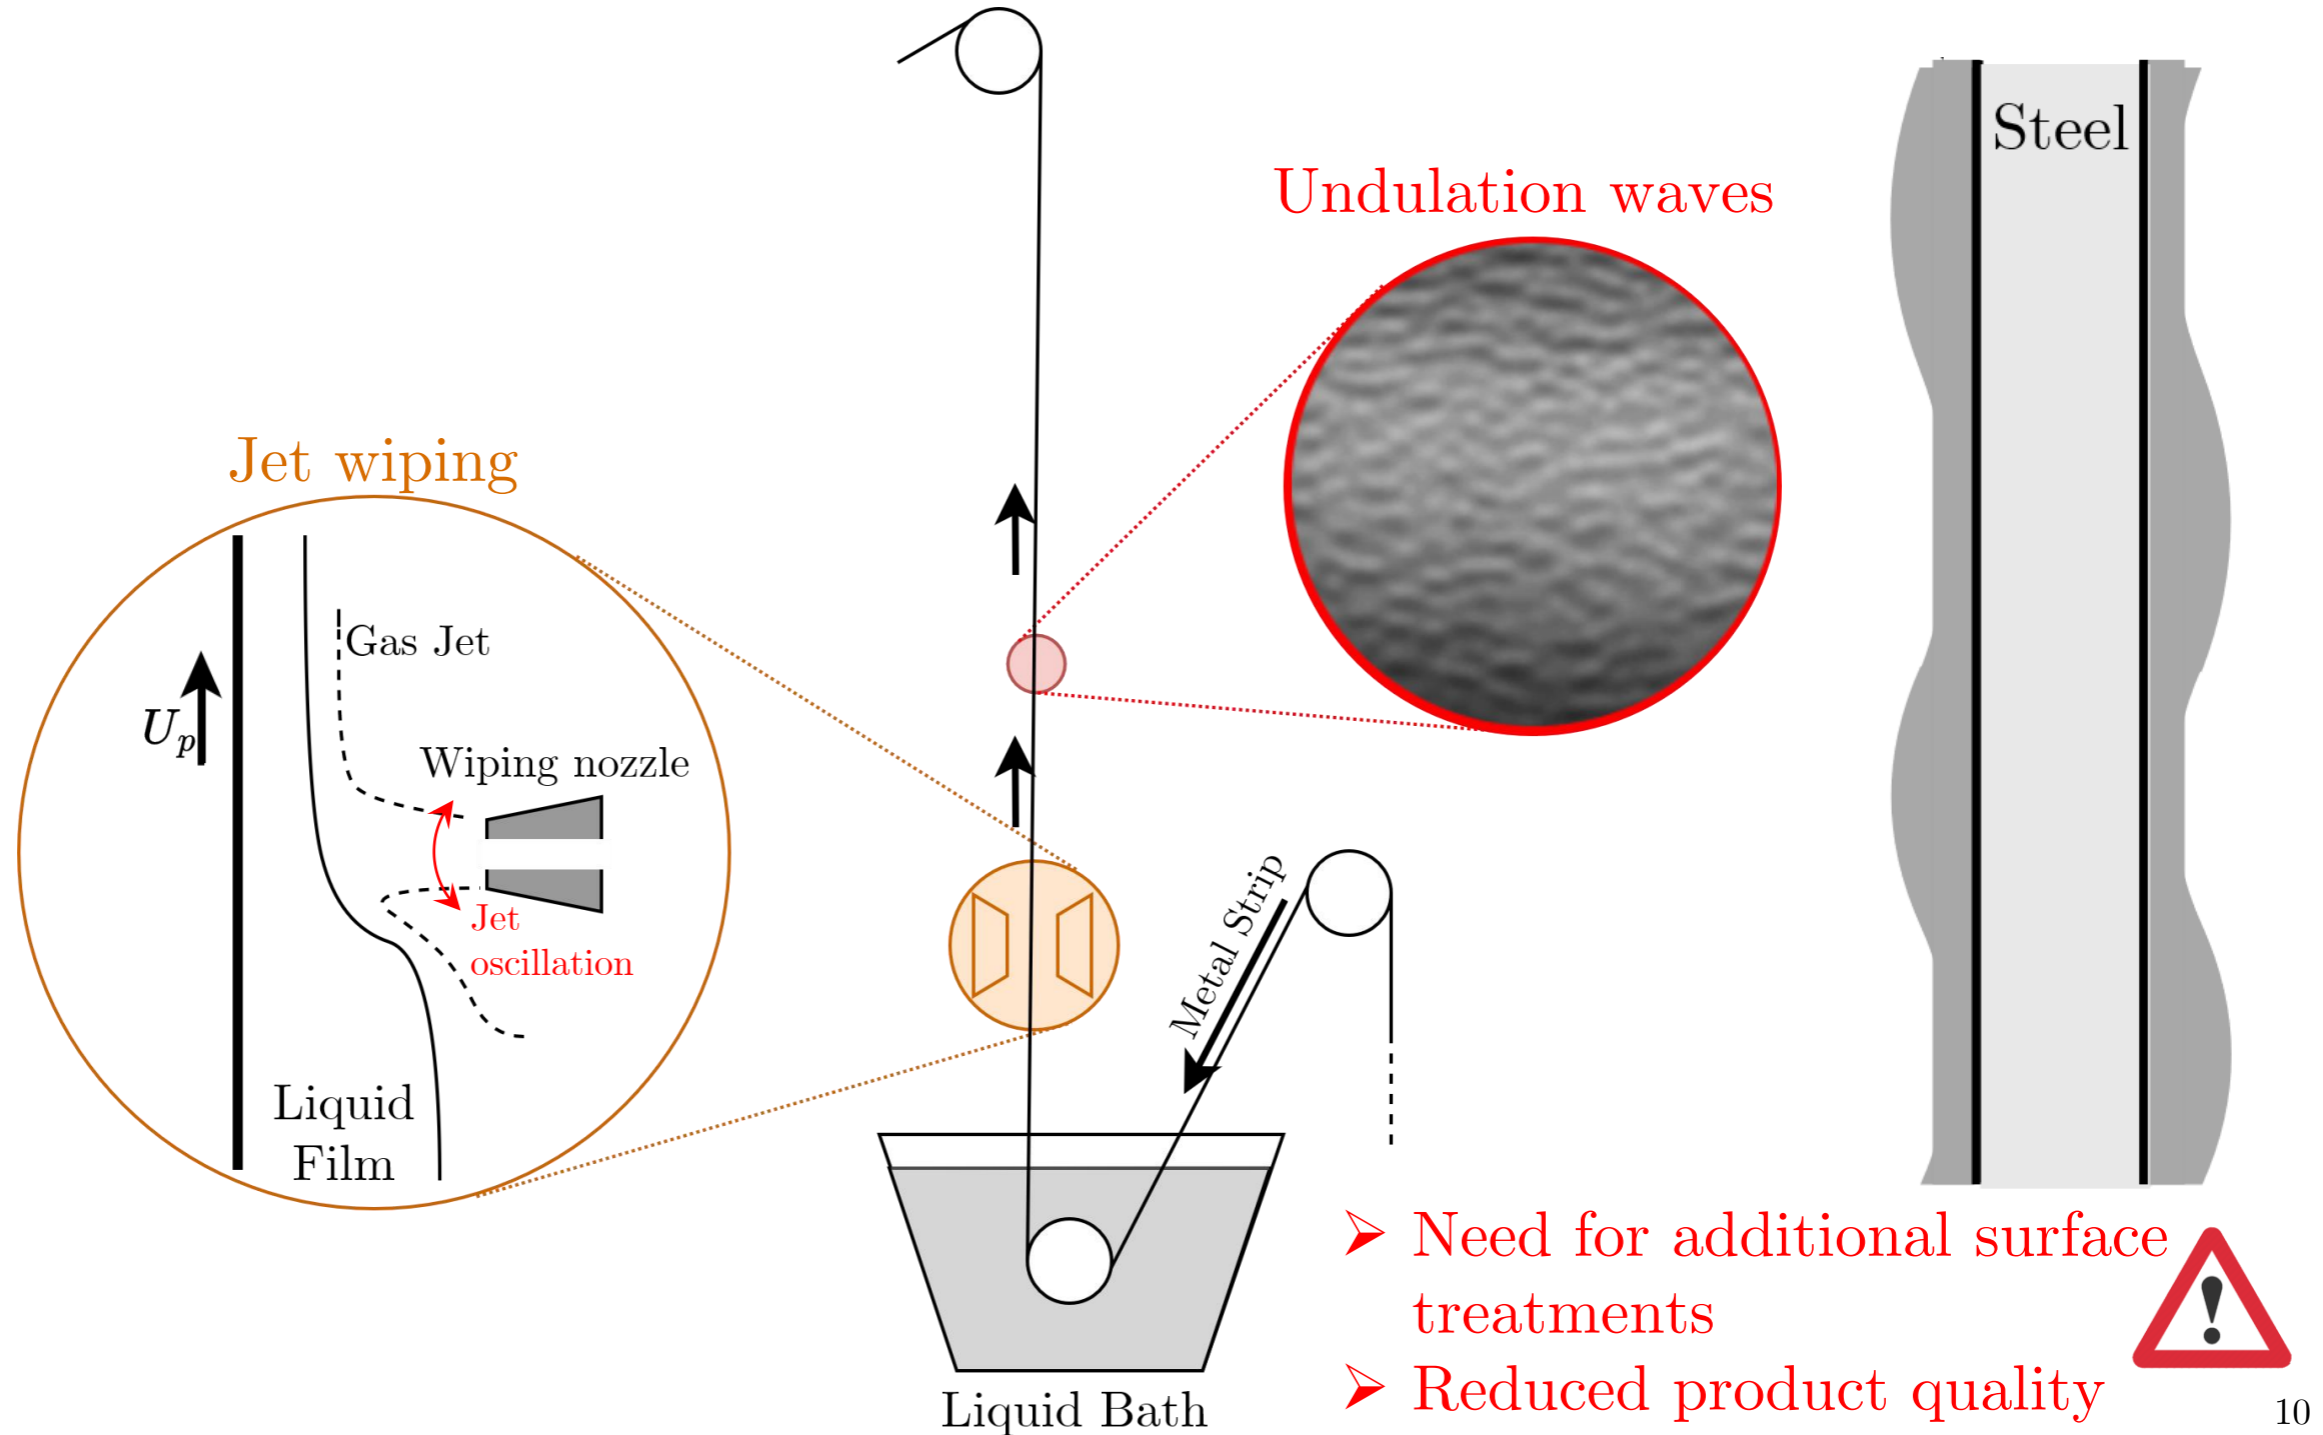 Steel
Undulation waves
Jet wiping
Gas Jet
U_p
Wiping nozzle
Jet
oscillation
Metal Strip
Liquid
Film
Liquid Bath
➢ Need for additional surface
treatments
➢ Reduced product quality
10